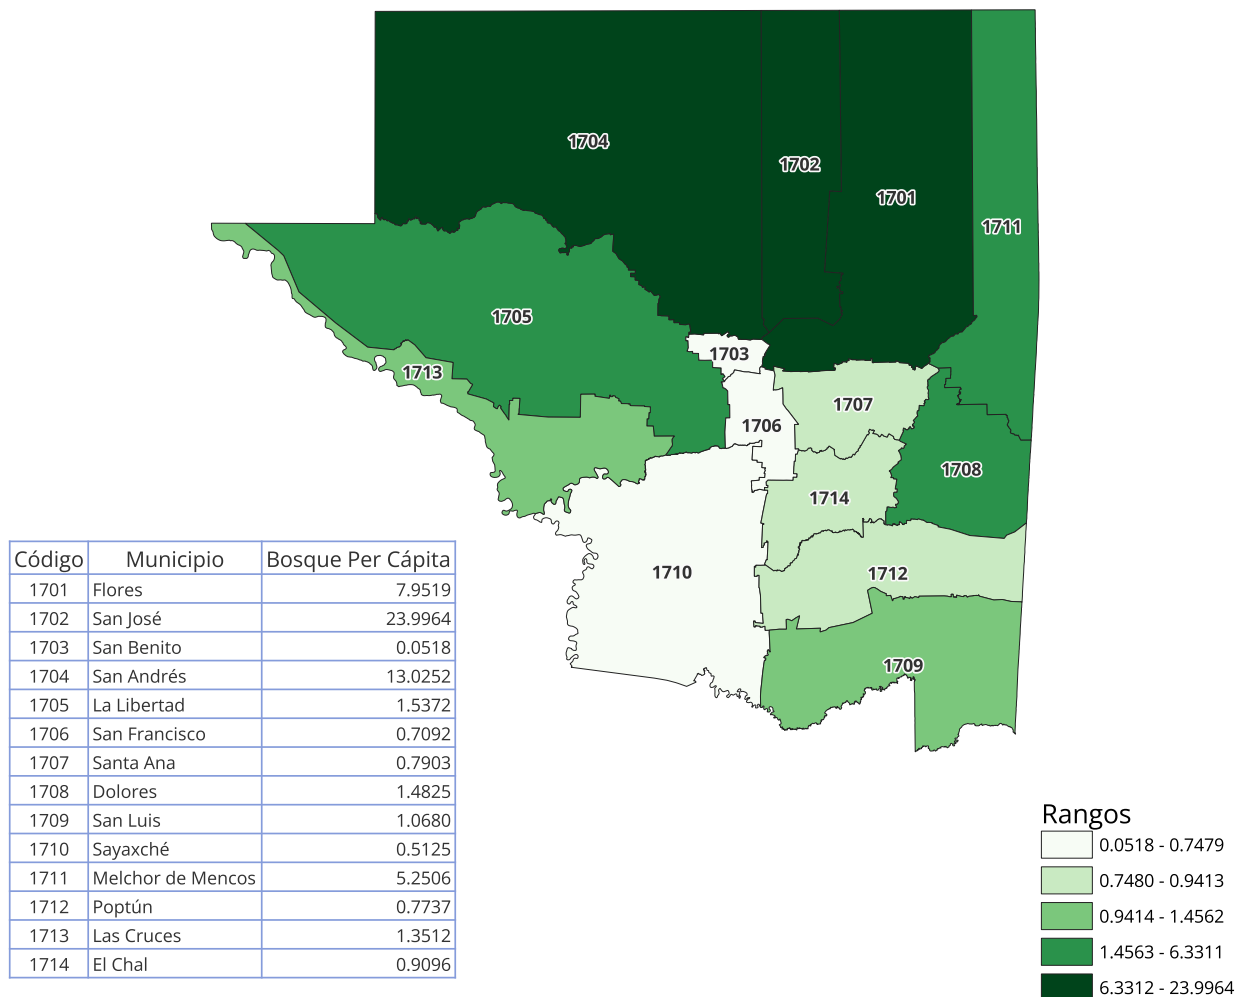 1704
1702
1701
1711
1705
1703
1713
1707
1706
1708
1714
1710
1712
1709
Código Municipio Bosque Per Cápita
1701 Flores 7.9519
1702 San José 23.9964
1703 San Benito 0.0518
1704 San Andrés 13.0252
1705 La Libertad 1.5372
1706 San Francisco 0.7092
1707 Santa Ana 0.7903
1708 Dolores 1.4825
1709 San Luis 1.0680
1710 Sayaxché 0.5125
1711 Melchor de Mencos 5.2506
1712 Poptún 0.7737
1713 Las Cruces 1.3512
1714 El Chal 0.9096
Rangos
0.0518 - 0.7479
0.7480 - 0.9413
0.9414 - 1.4562
1.4563 - 6.3311
6.3312 - 23.9964